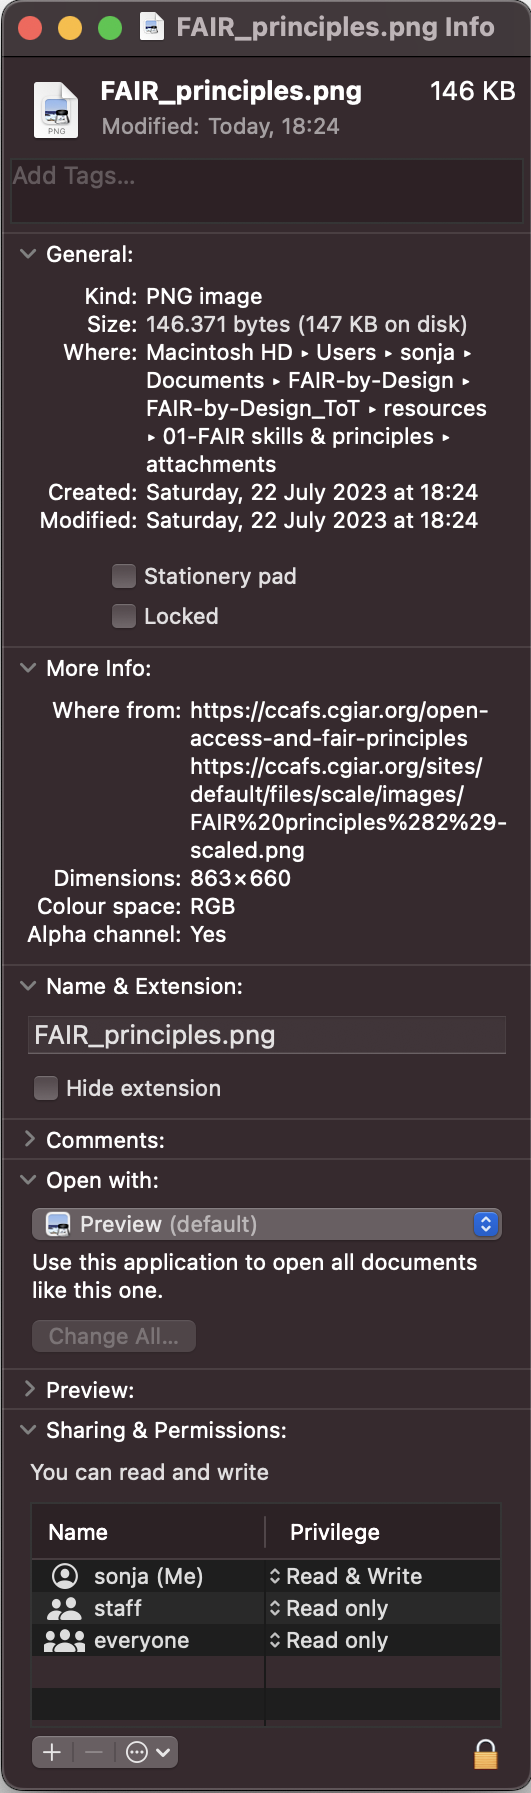 FAIR_principles.png Info
FAIR_principles.png 146 KB
Modified: Today, 18:24
PNG
Add Tags...
General:
Kind: PNG image
Size: 146.371 bytes (147 KB on disk)
Where: Macintosh HD ▸ Users ▸ sonja ▸
Documents ▸ FAIR-by-Design ▸
FAIR-by-Design_ToT ▸ resources
▸ 01-FAIR skills & principles ▸
attachments
Created: Saturday, 22 July 2023 at 18:24
Modified: Saturday, 22 July 2023 at 18:24
Stationery pad
Locked
More Info:
Where from: https://ccafs.cgiar.org/open-
access-and-fair-principles
https://ccafs.cgiar.org/sites/
default/files/scale/images/
FAIR%20principles%282%29-
scaled.png
Dimensions: 863×660
Colour space: RGB
Alpha channel: Yes
Name & Extension:
FAIR_principles.png
Hide extension
Comments:
Open with:
Preview (default)
Use this application to open all documents
like this one.
Change All...
Preview:
Sharing & Permissions:
You can read and write
Name Privilege
sonja (Me) Read & Write
staff Read only
everyone Read only